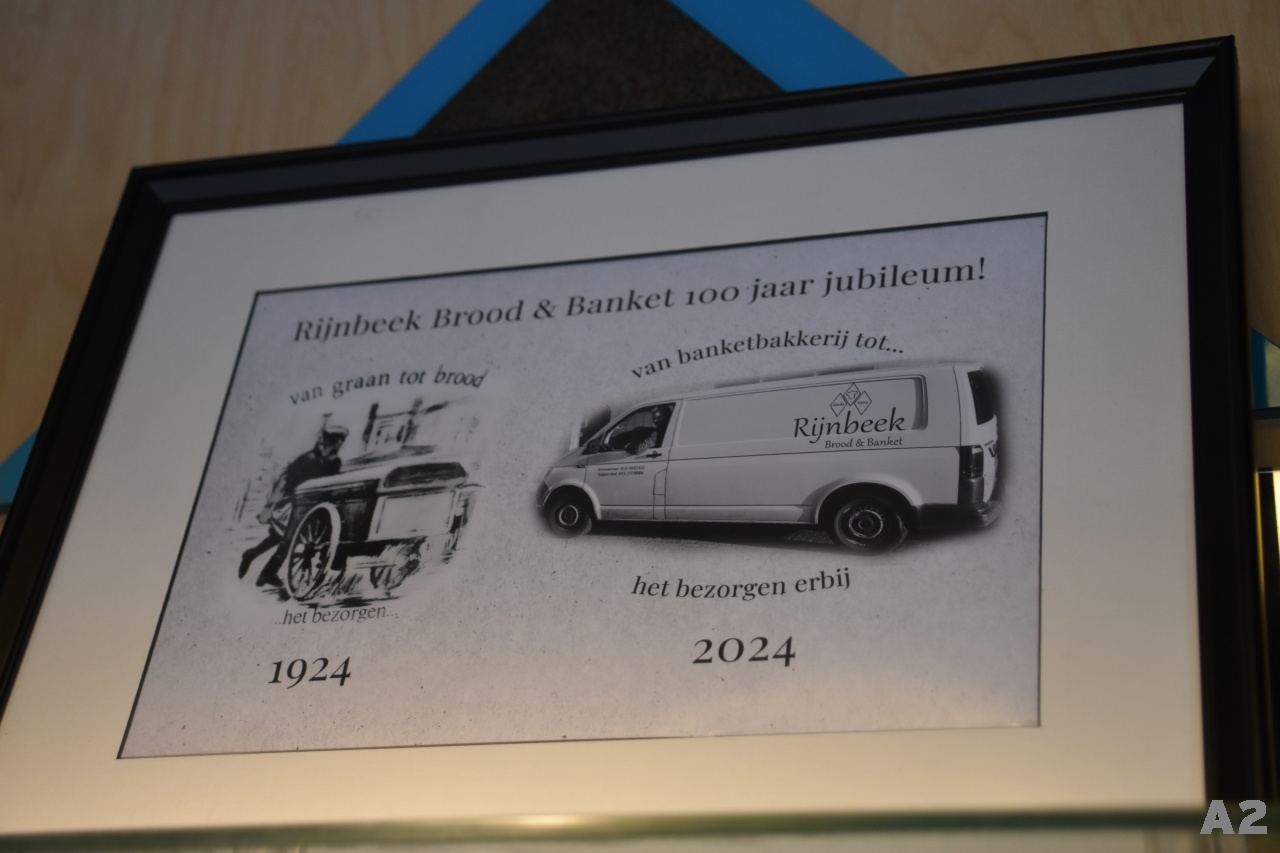 Rijnbeek Brood & Banket 100 jaar jubileum!
van graan tot brood
...het bezorgen...
1924
van banketbakkerij tot...
Rijnbeek
Brood & Banket
het bezorgen erbij
2024
A2